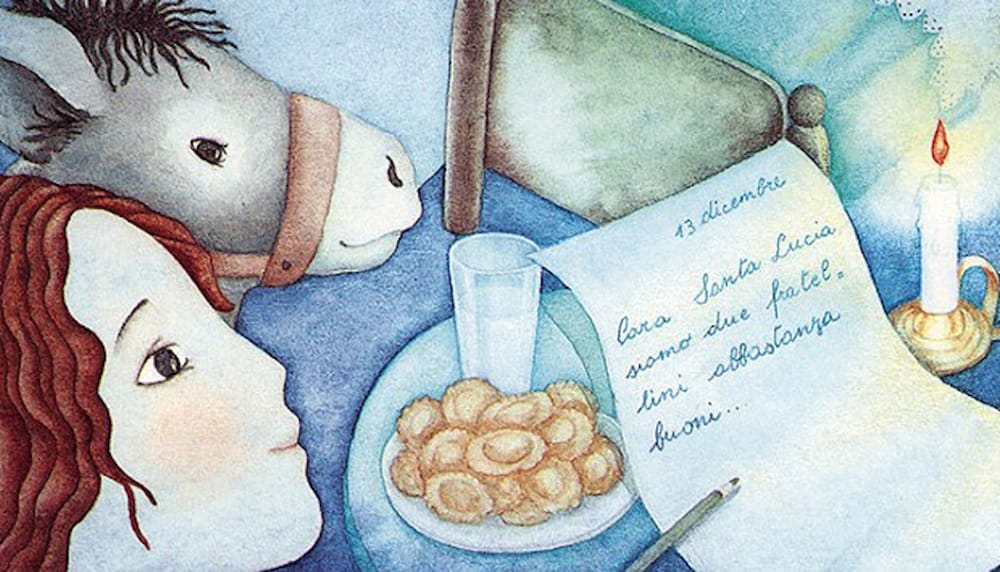 13 dicembre
Cara Santa Lucia
siamo due fratel=
lini abbastanza
buoni...